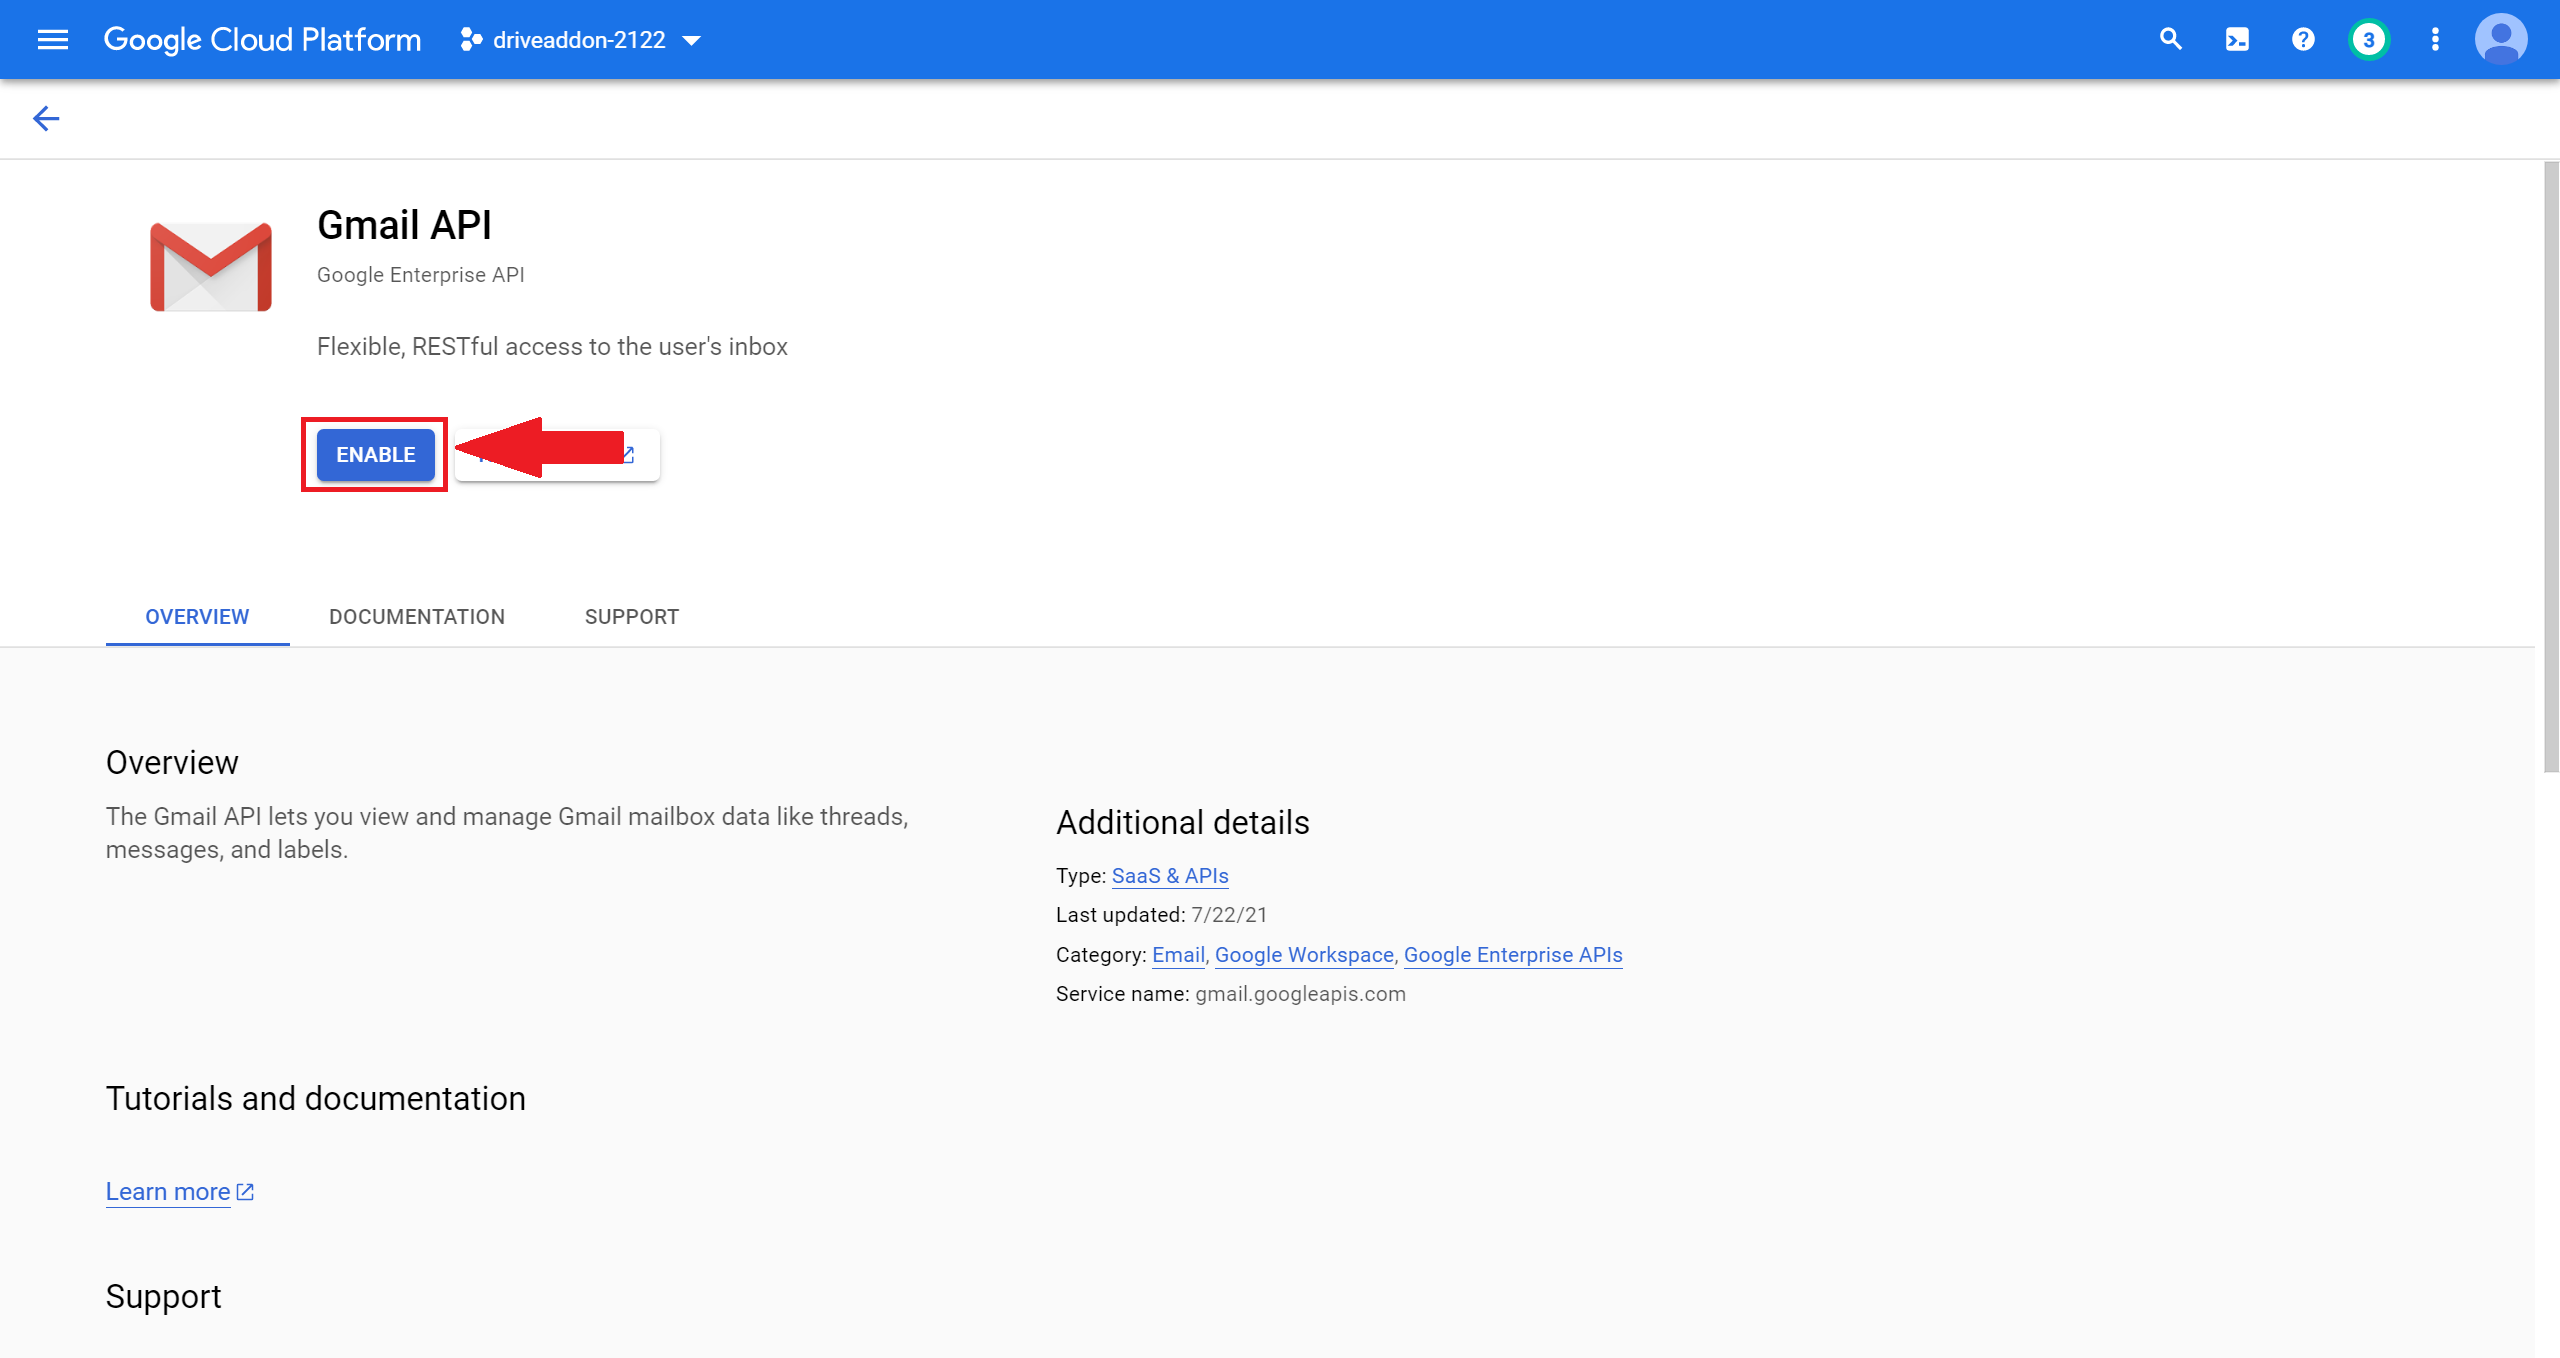 Google Cloud Platform driveaddon-2122 ? 3
Gmail API
Google Enterprise API
Flexible, RESTful access to the user's inbox
ENABLE
OVERVIEW DOCUMENTATION SUPPORT
Overview
The Gmail API lets you view and manage Gmail mailbox data like threads,
messages, and labels.
Additional details
Type: SaaS & APIs
Last updated: 7/22/21
Category: Email, Google Workspace, Google Enterprise APIs
Service name: gmail.googleapis.com
Tutorials and documentation
Learn more
Support